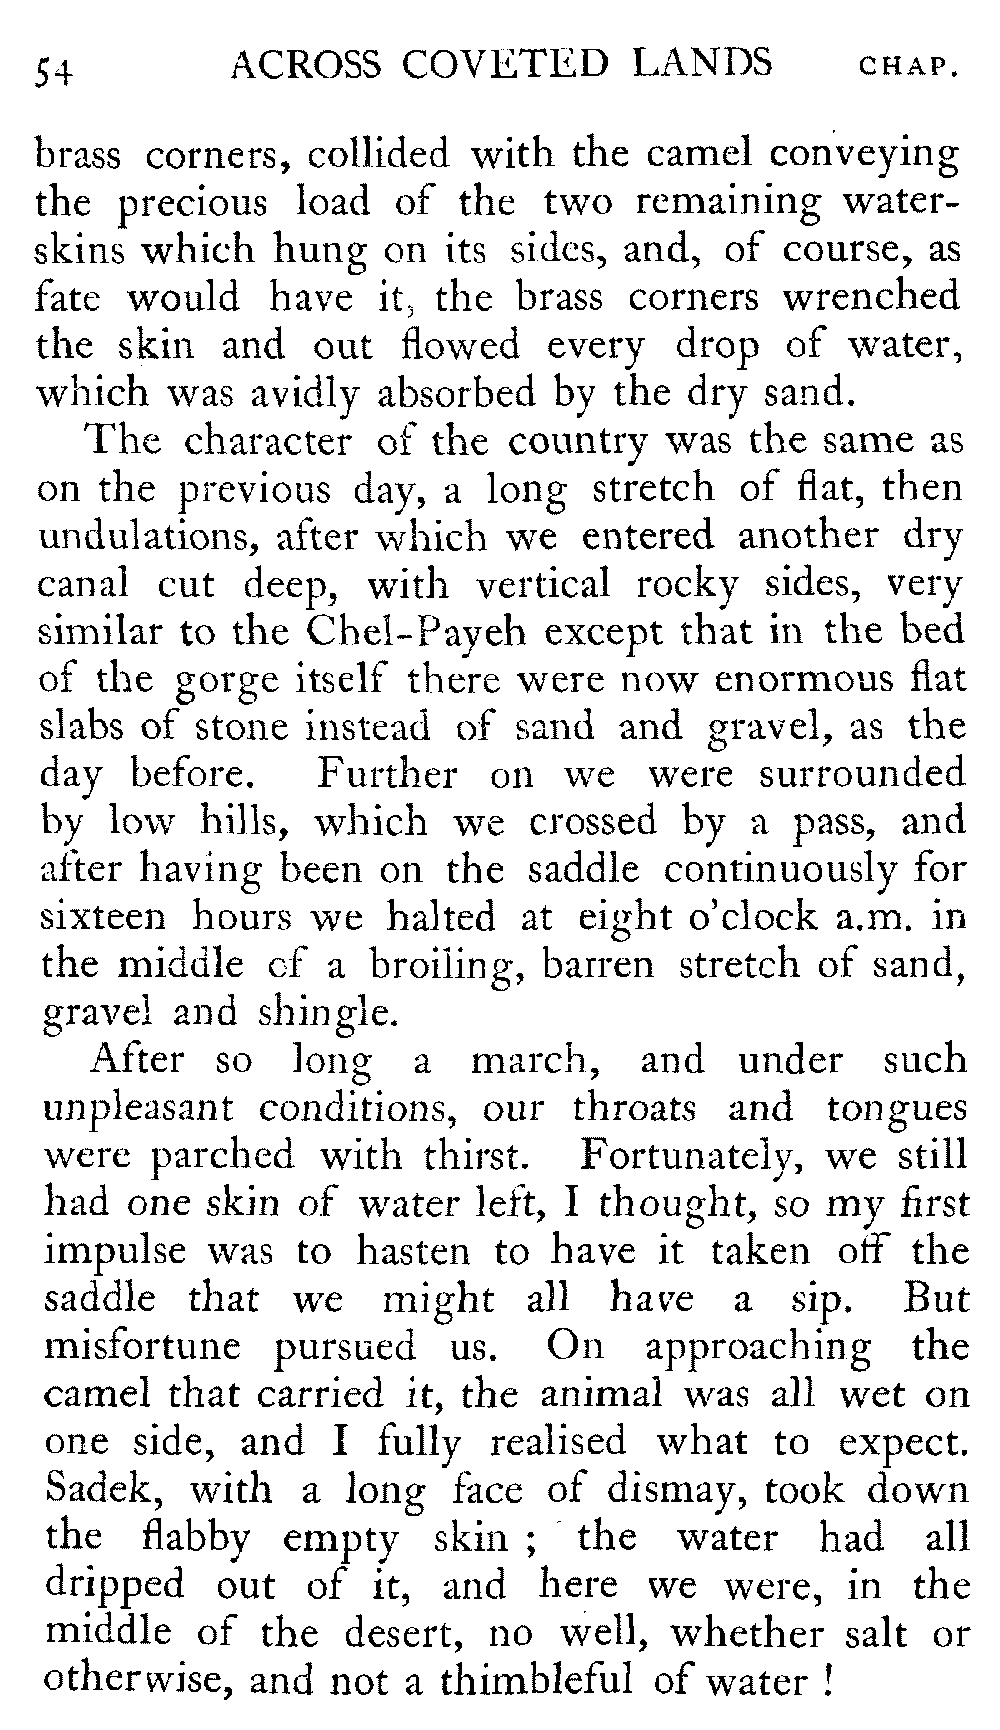 54 ACROSS COVETED LANDS CHAP.
brass corners, collided with the camel conveying
the precious load of the two remaining water-
skins which hung on its sides, and, of course, as
fate would have it, the brass corners wrenched
the skin and out flowed every drop of water,
which was avidly absorbed by the dry sand.
The character of the country was the same as
on the previous day, a long stretch of flat, then
undulations, after which we entered another dry
canal cut deep, with vertical rocky sides, very
similar to the Chel-Payeh except that in the bed
of the gorge itself there were now enormous flat
slabs of stone instead of sand and gravel, as the
day before. Further on we were surrounded
by low hills, which we crossed by a pass, and
after having been on the saddle continuously for
sixteen hours we halted at eight o'clock a.m. in
the middle of a broiling, barren stretch of sand,
gravel and shingle.
After so long a march, and under such
unpleasant conditions, our throats and tongues
were parched with thirst. Fortunately, we still
had one skin of water left, I thought, so my first
impulse was to hasten to have it taken off the
saddle that we might all have a sip. But
misfortune pursued us. On approaching the
camel that carried it, the animal was all wet on
one side, and I fully realised what to expect.
Sadek, with a long face of dismay, took down
the flabby empty skin ; the water had all
dripped out of it, and here we were, in the
middle of the desert, no well, whether salt or
otherwise, and not a thimbleful of water !